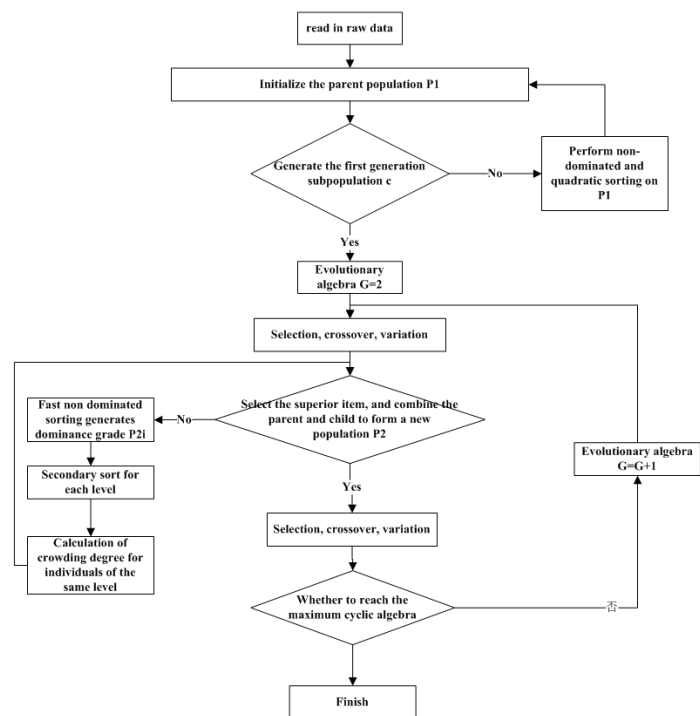 read in raw data
Initialize the parent population P1
Generate the first generation
subpopulation c
No
Perform non-
dominated and
quadratic sorting on
P1
Yes
Evolutionary
algebra G=2
Selection, crossover, variation
Select the superior item, and combine the
parent and child to form a new
population P2
No
Fast non dominated
sorting generates
dominance grade P2i
Secondary sort for
each level
Calculation of
crowding degree for
individuals of the
same level
Yes
Evolutionary algebra
G=G+1
Selection, crossover, variation
Whether to reach the
maximum cyclic algebra
否
Finish